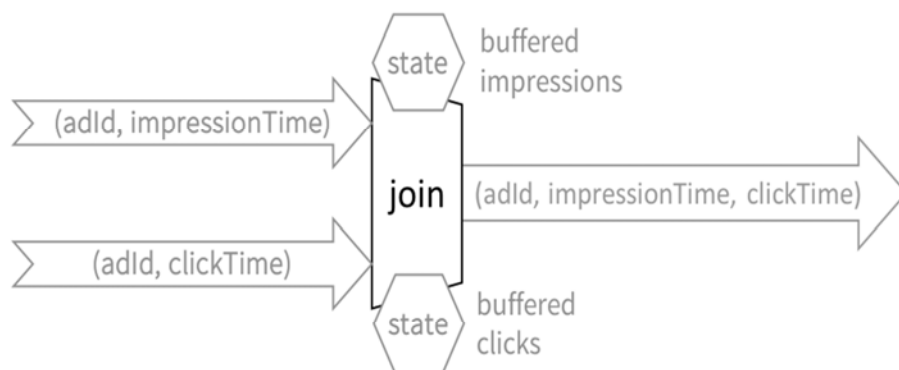 state
buffered
impressions
(adId, impressionTime)
join
(adId, impressionTime, clickTime)
(adId, clickTime)
state
buffered
clicks